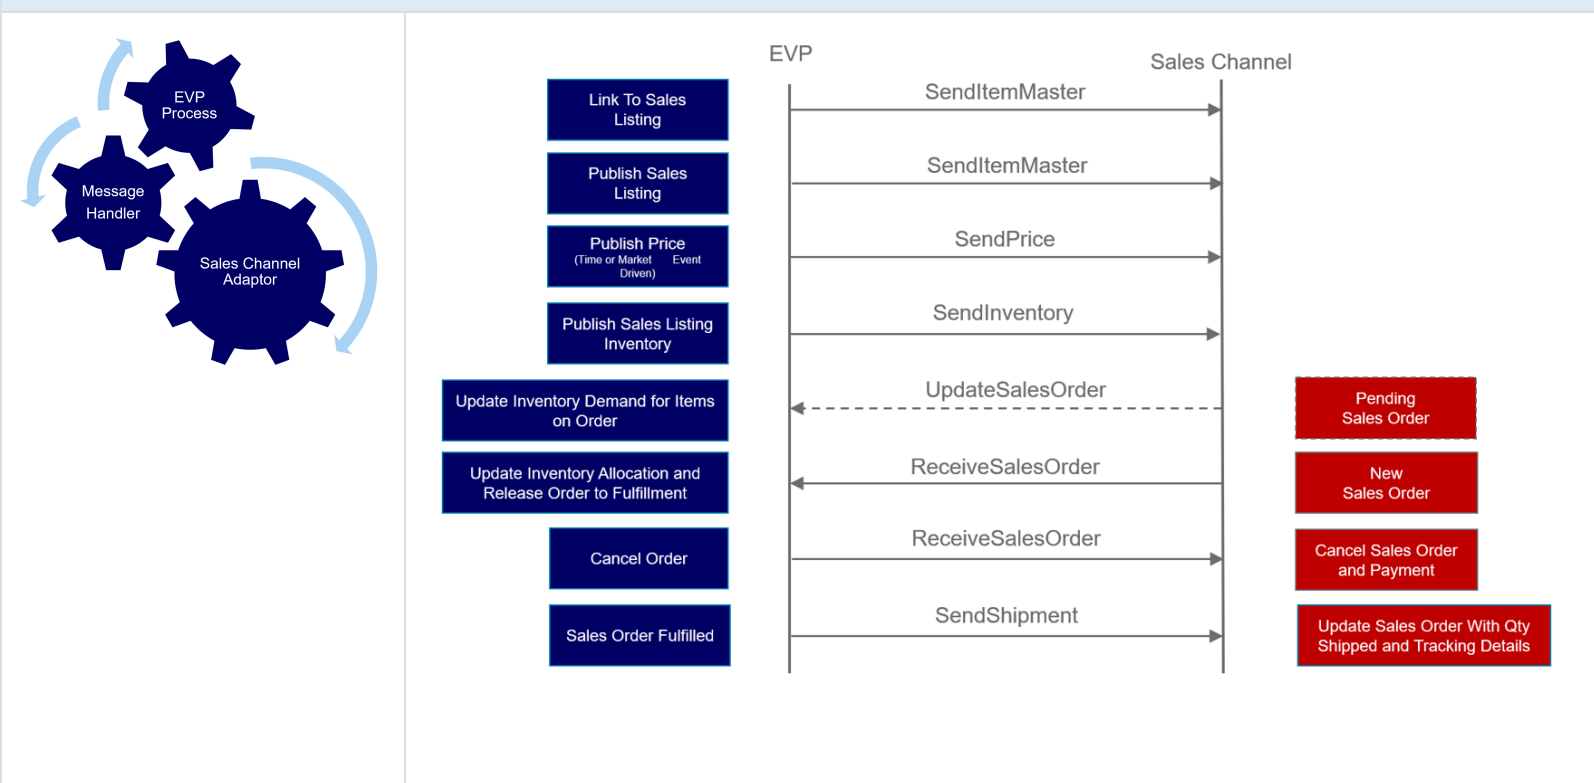 EVP
Process
Message
Handler
Sales Channel
Adaptor
EVP
Sales Channel
Link To Sales
Listing
SendItemMaster
Publish Sales
Listing
SendItemMaster
Publish Price
(Time or Market Event
Driven)
SendPrice
Publish Sales Listing
Inventory
SendInventory
Update Inventory Demand for Items
on Order
UpdateSalesOrder
Pending
Sales Order
Update Inventory Allocation and
Release Order to Fulfillment
ReceiveSalesOrder
New
Sales Order
Cancel Order
ReceiveSalesOrder
Cancel Sales Order
and Payment
Sales Order Fulfilled
SendShipment
Update Sales Order With Qty
Shipped and Tracking Details